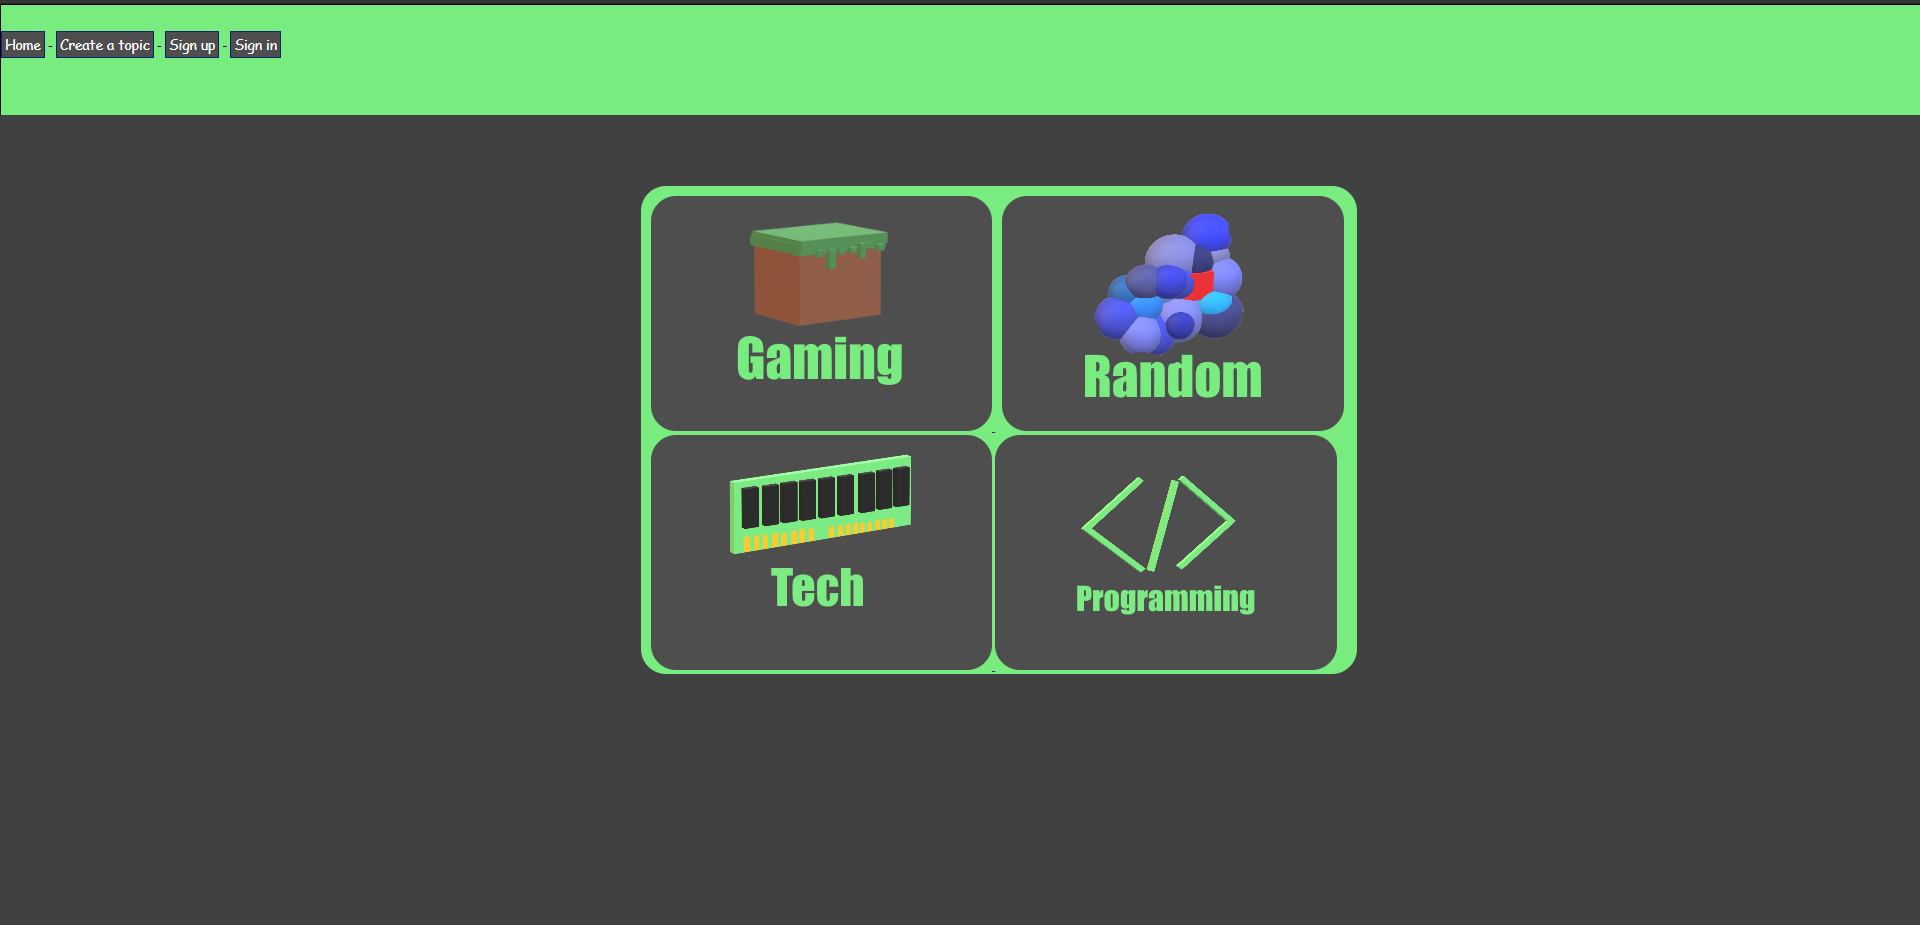 Home - Create a topic - Sign up - Sign in
Gaming
Random
Tech
Programming